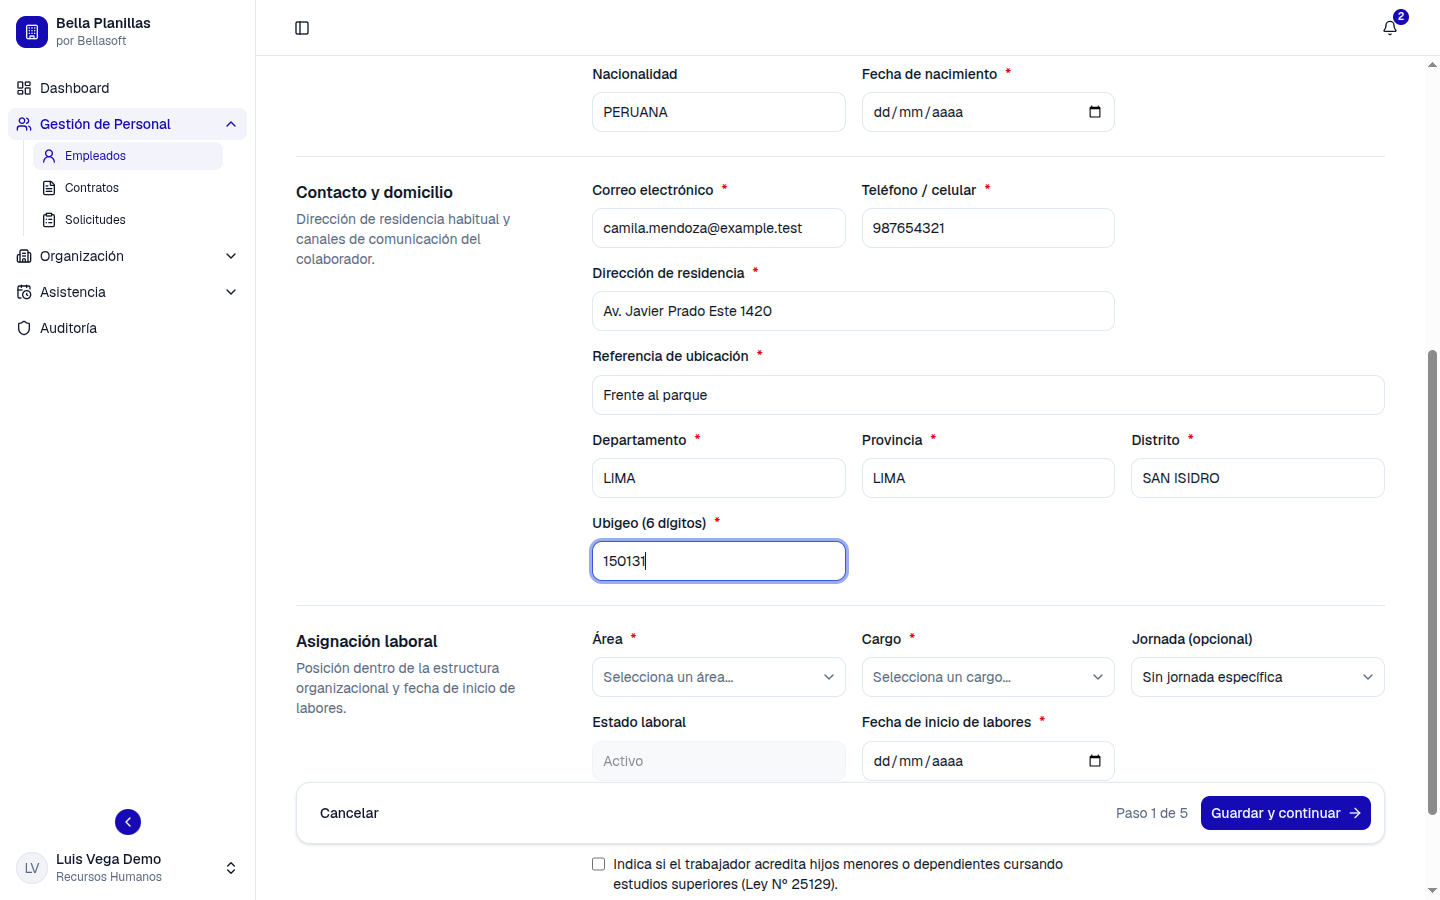 Bella Planillas
por Bellasoft
Dashboard
Gestión de Personal
Empleados
Contratos
Solicitudes
Organización
Asistencia
Auditoría
LV
Luis Vega Demo
Recursos Humanos
2
Nacionalidad
Fecha de nacimiento *
PERUANA
dd/mm/aaaa
Contacto y domicilio
Dirección de residencia habitual y
canales de comunicación del
colaborador.
Correo electrónico *
Teléfono / celular *
camila.mendoza@example.test
987654321
Dirección de residencia *
Av. Javier Prado Este 1420
Referencia de ubicación *
Frente al parque
Departamento *
Provincia *
Distrito *
LIMA
LIMA
SAN ISIDRO
Ubigeo (6 dígitos) *
150131
Asignación laboral
Posición dentro de la estructura
organizacional y fecha de inicio de
labores.
Área *
Cargo *
Jornada (opcional)
Selecciona un área...
Selecciona un cargo...
Sin jornada específica
Estado laboral
Fecha de inicio de labores *
Activo
dd/mm/aaaa
Cancelar
Paso 1 de 5
Guardar y continuar
Indica si el trabajador acredita hijos menores o dependientes cursando
estudios superiores (Ley Nº 25129).